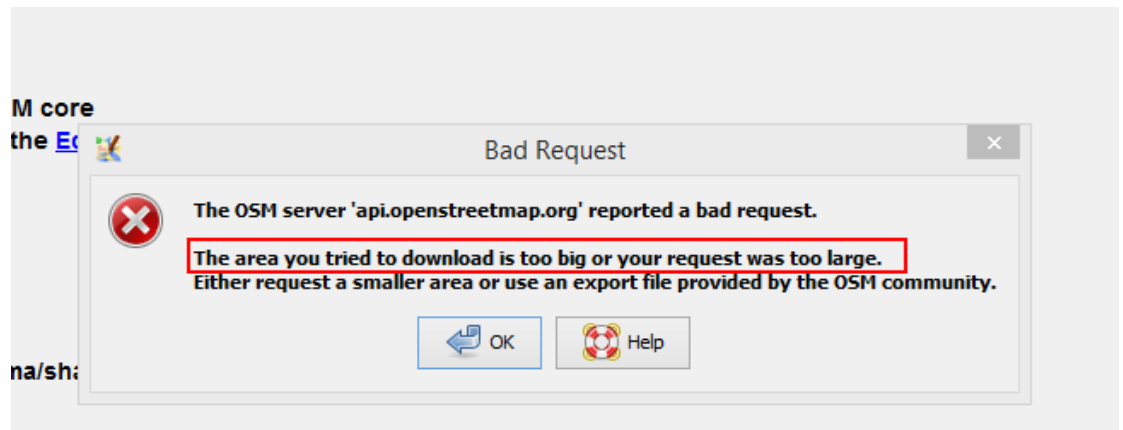 M core
the Ec
Bad Request
The OSM server 'api.openstreetmap.org' reported a bad request.
The area you tried to download is too big or your request was too large.
Either request a smaller area or use an export file provided by the OSM community.
OK
Help
na/sha